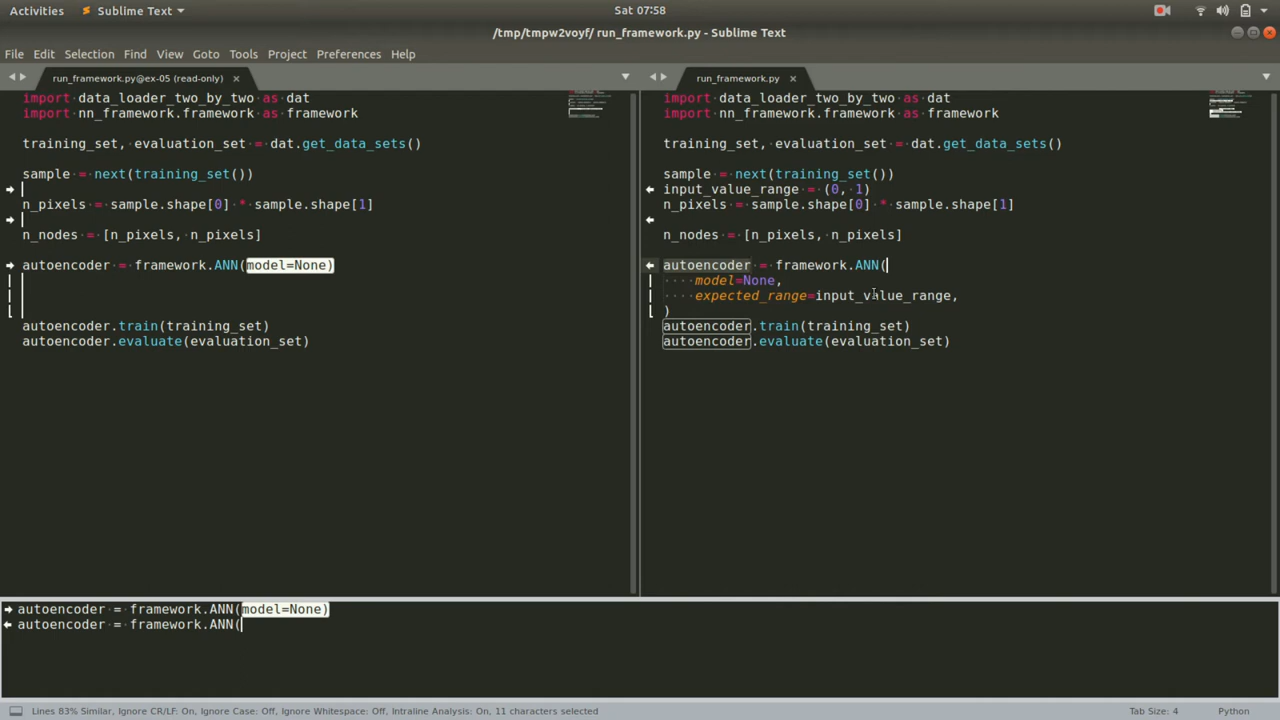 Activities Sublime Text Sat 07:58
/tmp/tmpw2voyf/ run_framework.py - Sublime Text
File Edit Selection Find View Goto Tools Project Preferences Help
run_framework.py@ex-05 (read-only) ×
import data_loader_two_by_two as dat
import nn_framework.framework as framework
training_set, evaluation_set = dat.get_data_sets()
sample = next(training_set())
n_pixels = sample.shape[0] * sample.shape[1]
n_nodes = [n_pixels, n_pixels]
autoencoder = framework.ANN(model=None)
autoencoder.train(training_set)
autoencoder.evaluate(evaluation_set)
run_framework.py ×
import data_loader_two_by_two as dat
import nn_framework.framework as framework
training_set, evaluation_set = dat.get_data_sets()
sample = next(training_set())
input_value_range = (0, 1)
n_pixels = sample.shape[0] * sample.shape[1]
n_nodes = [n_pixels, n_pixels]
autoencoder = framework.ANN(
    model=None,
    expected_range=input_value_range,
)
autoencoder.train(training_set)
autoencoder.evaluate(evaluation_set)
autoencoder = framework.ANN(model=None)
autoencoder = framework.ANN(
Lines 83% Similar, Ignore CR/LF: On, Ignore Case: Off, Ignore Whitespace: Off, Intraline Analysis: On, 11 characters selected Tab Size: 4 Python